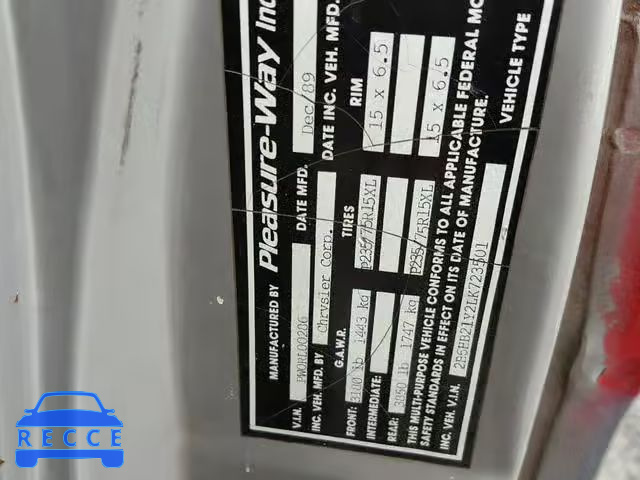 MANUFACTURED BY Pleasure-Way Inc
V.I.N. DATE MFD. Dec/89
INC. VEH. MFD. BY Chrysler Corp. DATE INC. VEH. MFD.
G.A.W.R. TIRES RIM
FRONT: 3100 lb 1443 kg P235/75R15XL 15 x 6.5
INTERMEDIATE:
REAR: 3850 lb 1747 kg P235/75R15XL 15 x 6.5
THIS MULTI-PURPOSE VEHICLE CONFORMS TO ALL APPLICABLE FEDERAL MO
SAFETY STANDARDS IN EFFECT ON ITS DATE OF MANUFACTURE.
INC. VEH. V.I.N. 2B5HB21Y2LK723501 VEHICLE TYPE
RECCE